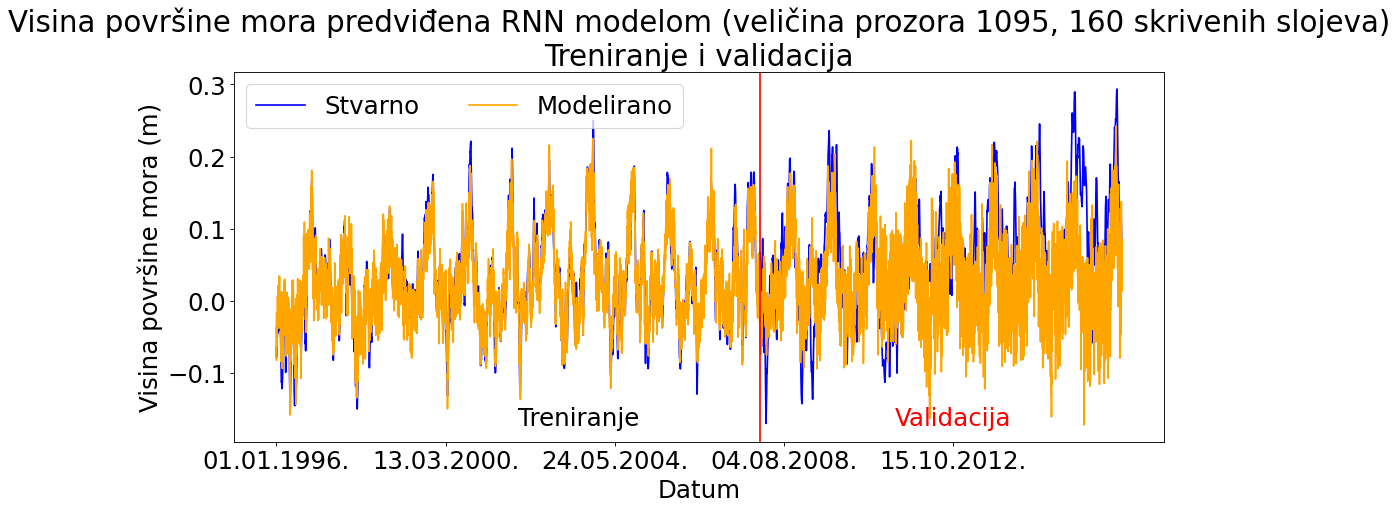 Visina površine mora predviđena RNN modelom (veličina prozora 1095, 160 skrivenih slojeva)
Treniranje i validacija
Stvarno
Modelirano
Visina površine mora (m)
0.3
0.2
0.1
0.0
−0.1
Treniranje
Validacija
01.01.1996.
13.03.2000.
24.05.2004.
04.08.2008.
15.10.2012.
Datum